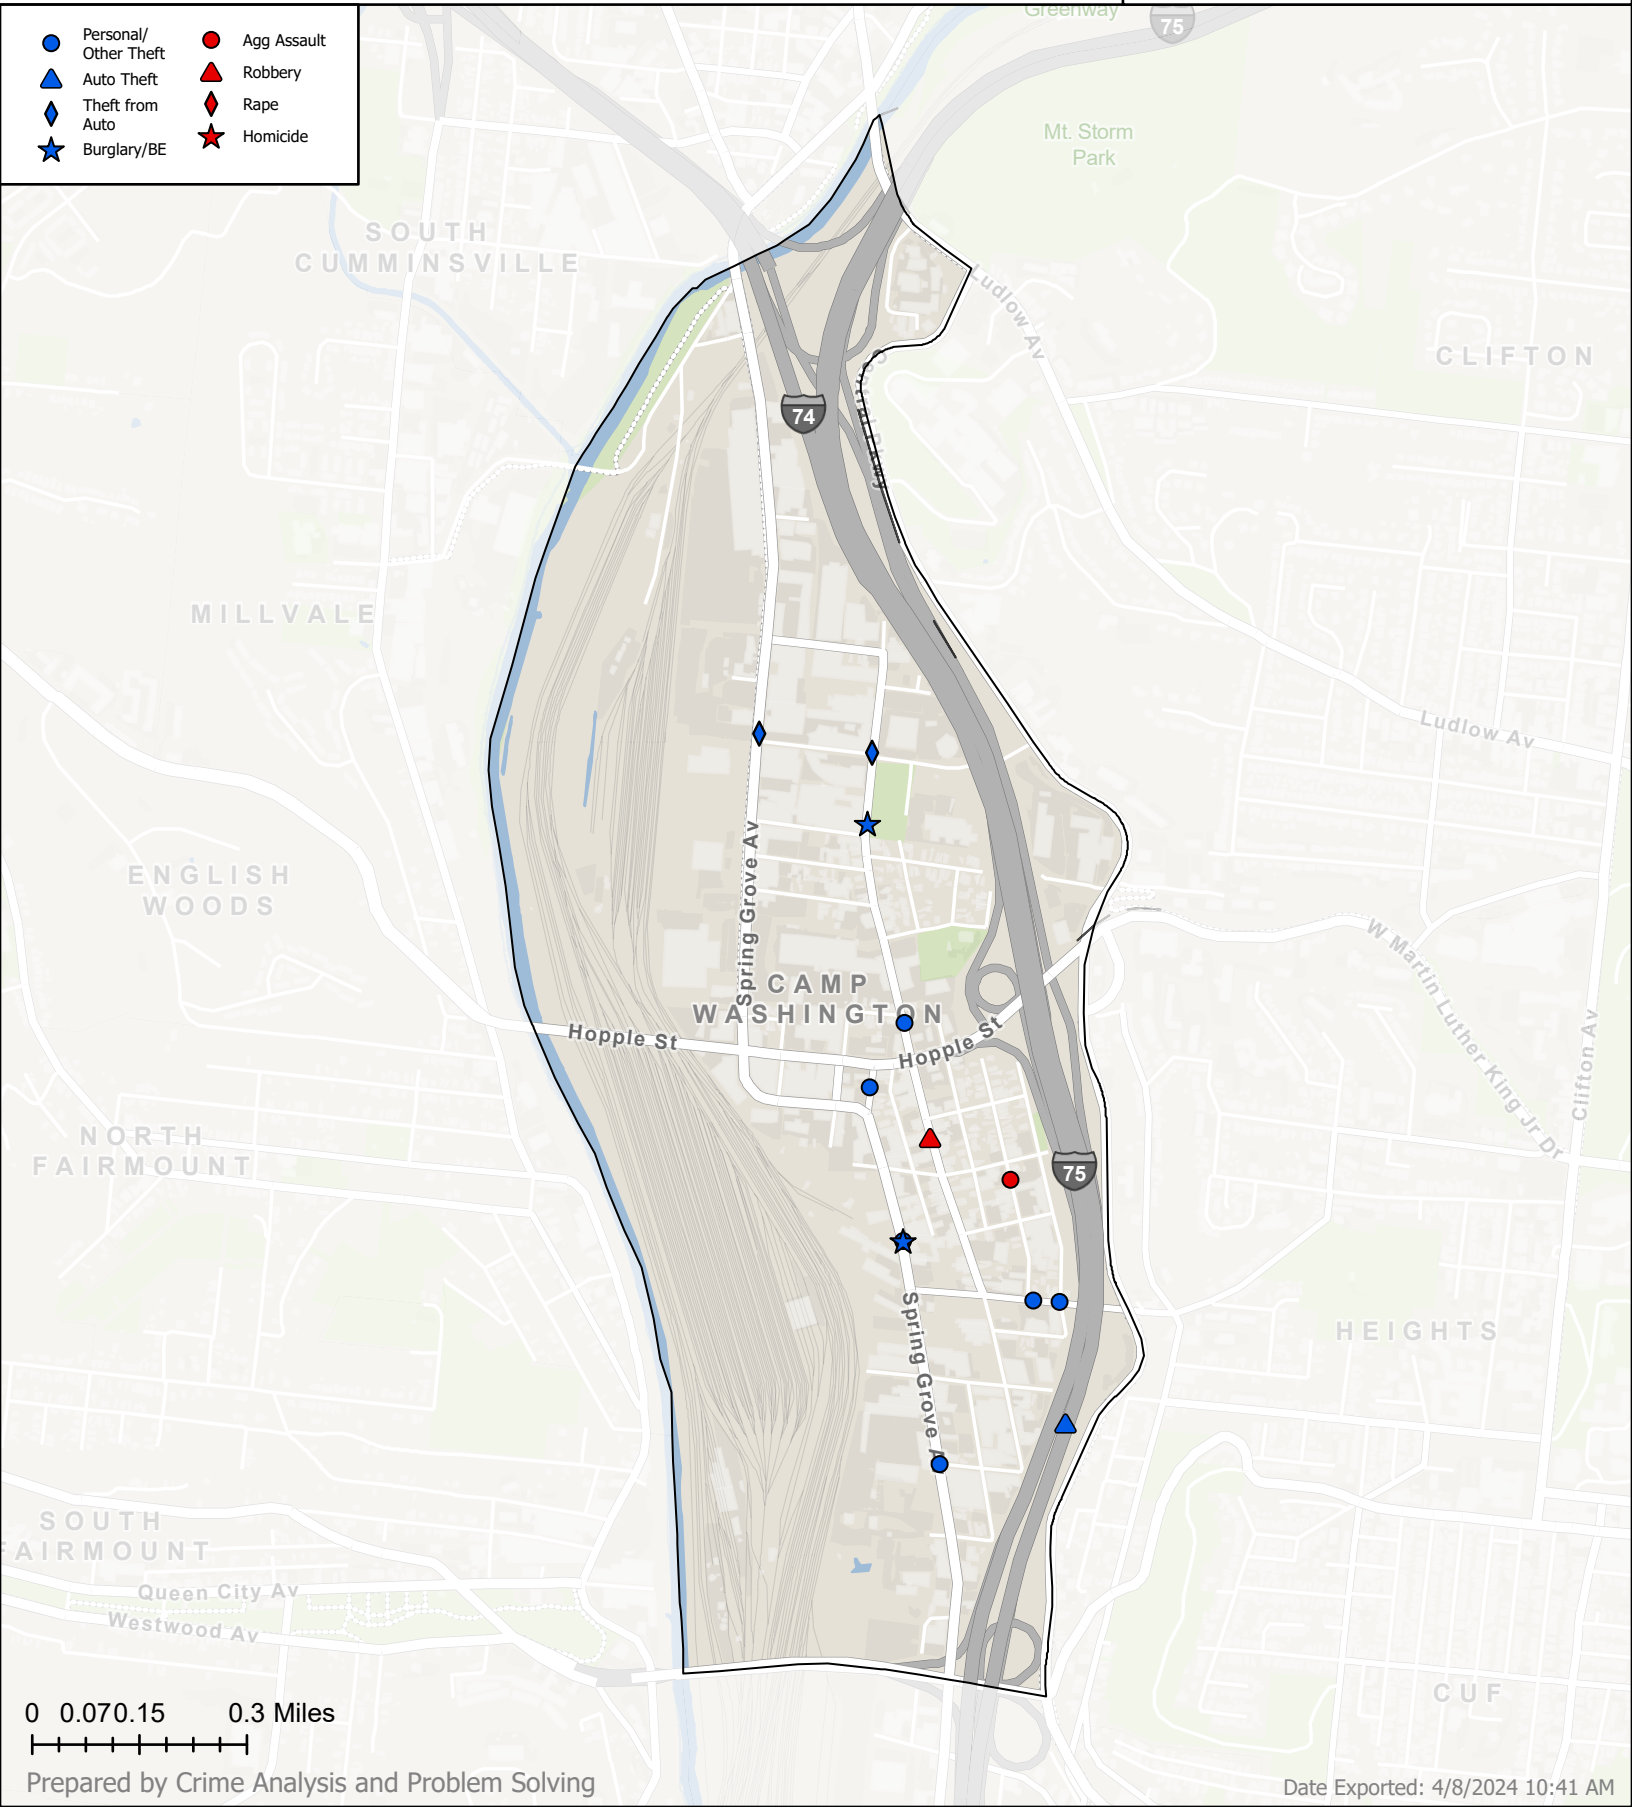 Personal/
Other Theft
Auto Theft
Theft from
Auto
Burglary/BE
Agg Assault
Robbery
Rape
Homicide
Greenway
75
Mt. Storm
Park
SOUTH
CUMMINSVILLE
Ludlow Av
CLIFTON
74
Central Pkwy
MILLVALE
Ludlow Av
ENGLISH
WOODS
Spring Grove Av
W Martin Luther King Jr Dr
CAMP
WASHINGTON
Hopple St
Hopple St
Clifton Av
NORTH
FAIRMOUNT
75
Spring Grove A
HEIGHTS
SOUTH
FAIRMOUNT
Queen City Av
Westwood Av
CUF
0 0.07 0.15 0.3 Miles
Prepared by Crime Analysis and Problem Solving
Date Exported: 4/8/2024 10:41 AM